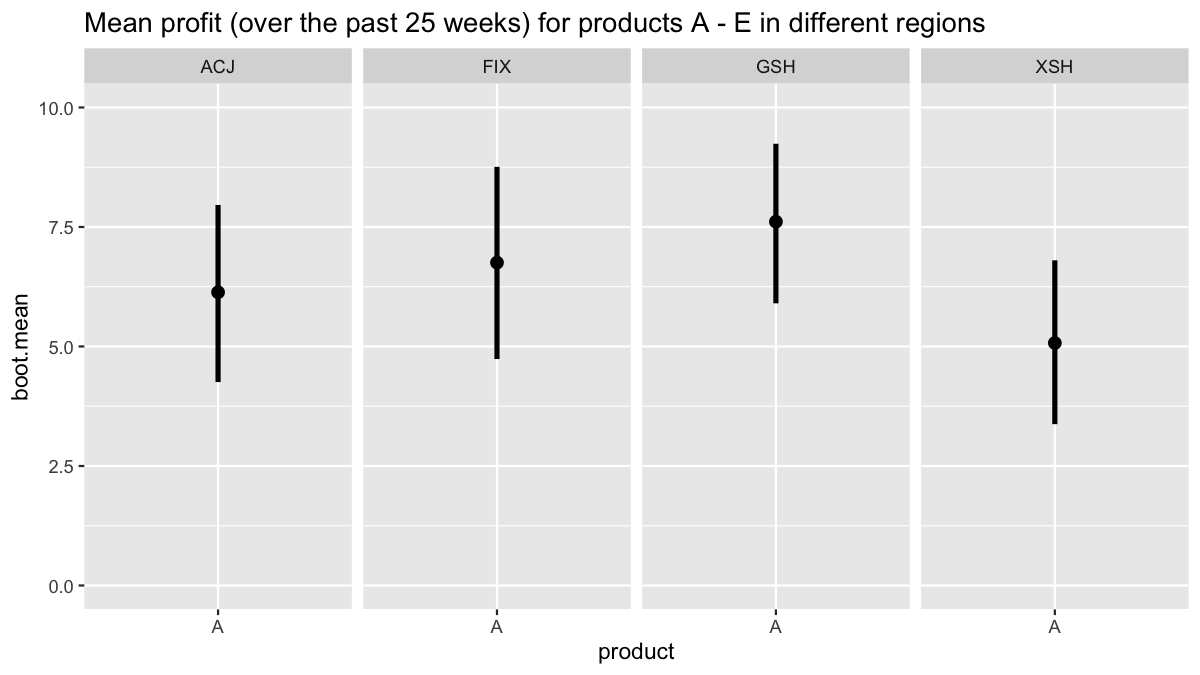 Mean profit (over the past 25 weeks) for products A - E in different regions
ACJ FIX GSH XSH
10.0
7.5
5.0
2.5
0.0
boot.mean
A A A A
product